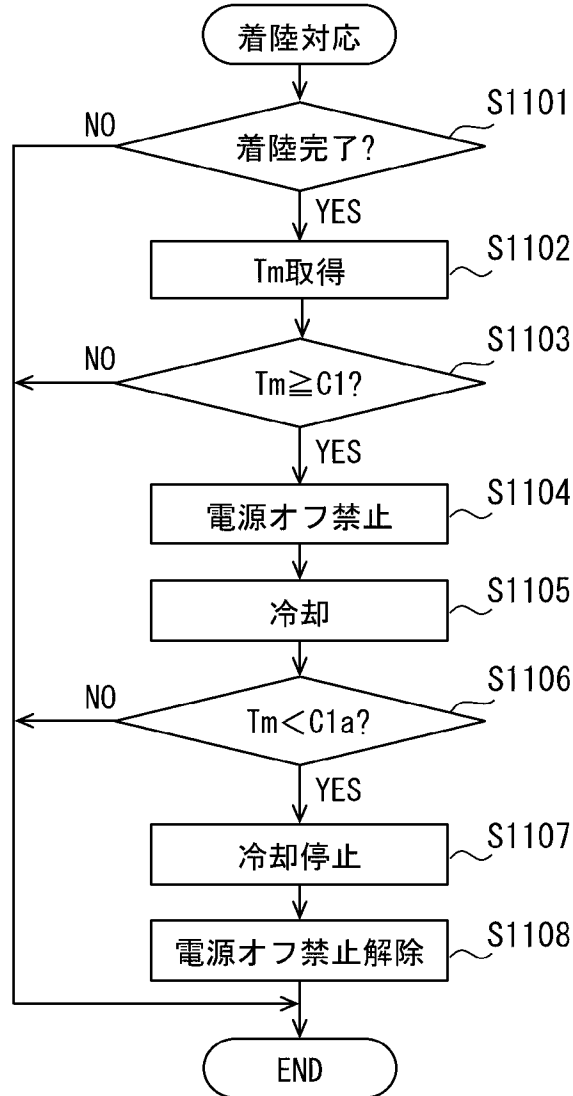 着陸対応
S1101
NO
着陸完了?
YES
S1102
Tm取得
S1103
NO
Tm≧C1?
YES
S1104
電源オフ禁止
S1105
冷却
S1106
NO
Tm<C1a?
YES
S1107
冷却停止
S1108
電源オフ禁止解除
END